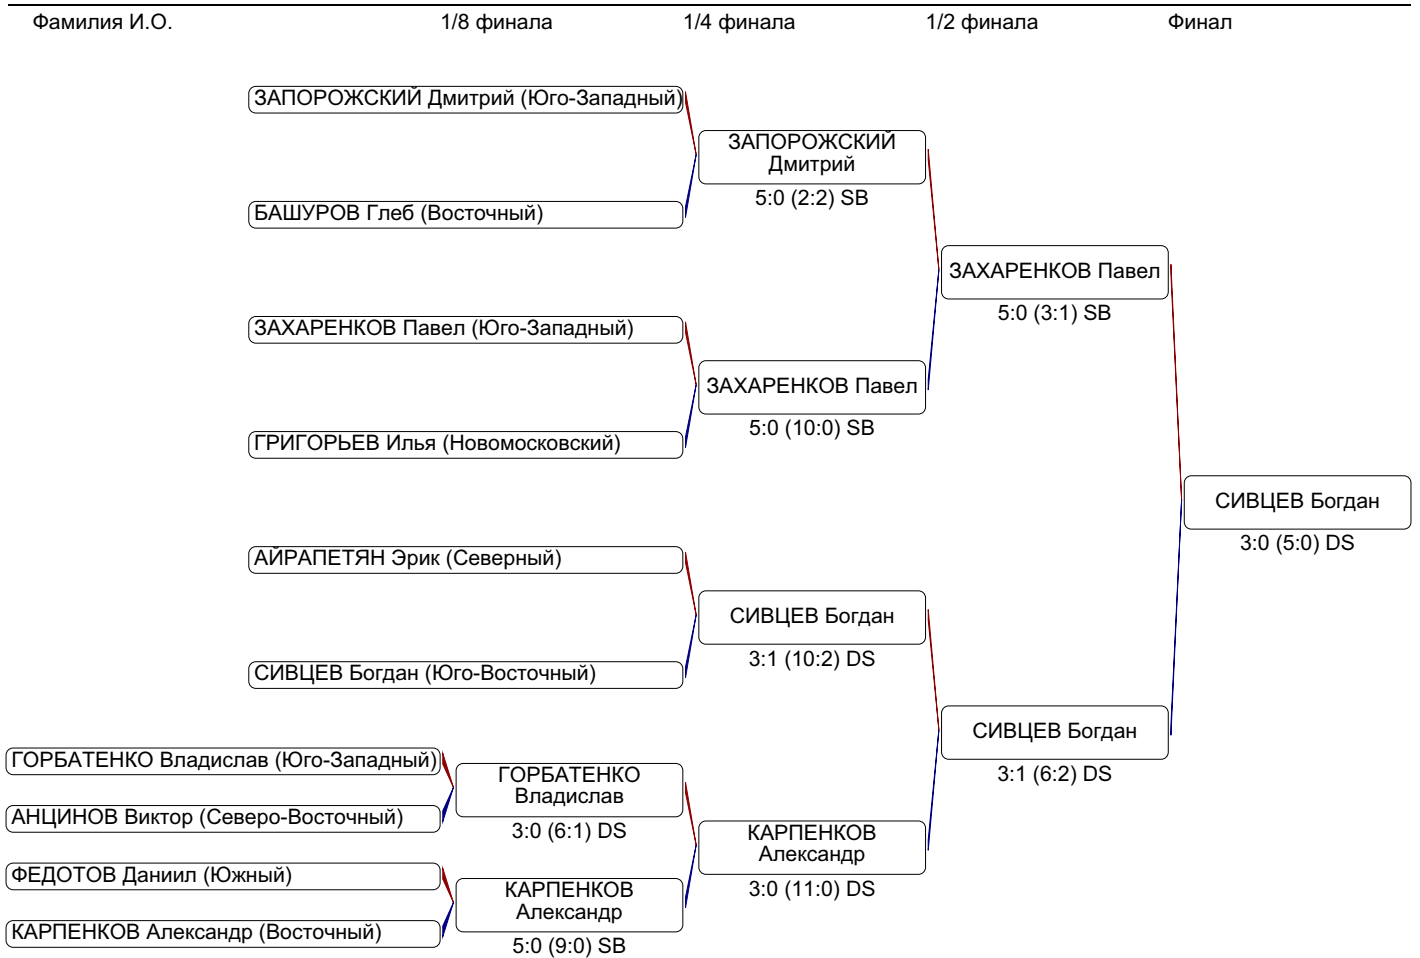 Фамилия И.О. 1/8 финала 1/4 финала 1/2 финала Финал
ЗАПОРОЖСКИЙ Дмитрий (Юго-Западный)
ЗАПОРОЖСКИЙ
Дмитрий
5:0 (2:2) SB
БАШУРОВ Глеб (Восточный)
ЗАХАРЕНКОВ Павел
5:0 (3:1) SB
ЗАХАРЕНКОВ Павел (Юго-Западный)
ЗАХАРЕНКОВ Павел
5:0 (10:0) SB
ГРИГОРЬЕВ Илья (Новомосковский)
СИВЦЕВ Богдан
3:0 (5:0) DS
АЙРАПЕТЯН Эрик (Северный)
СИВЦЕВ Богдан
3:1 (10:2) DS
СИВЦЕВ Богдан (Юго-Восточный)
СИВЦЕВ Богдан
3:1 (6:2) DS
ГОРБАТЕНКО Владислав (Юго-Западный)
ГОРБАТЕНКО
Владислав
3:0 (6:1) DS
АНЦИНОВ Виктор (Северо-Восточный)
КАРПЕНКОВ
Александр
3:0 (11:0) DS
ФЕДОТОВ Даниил (Южный)
КАРПЕНКОВ
Александр
5:0 (9:0) SB
КАРПЕНКОВ Александр (Восточный)